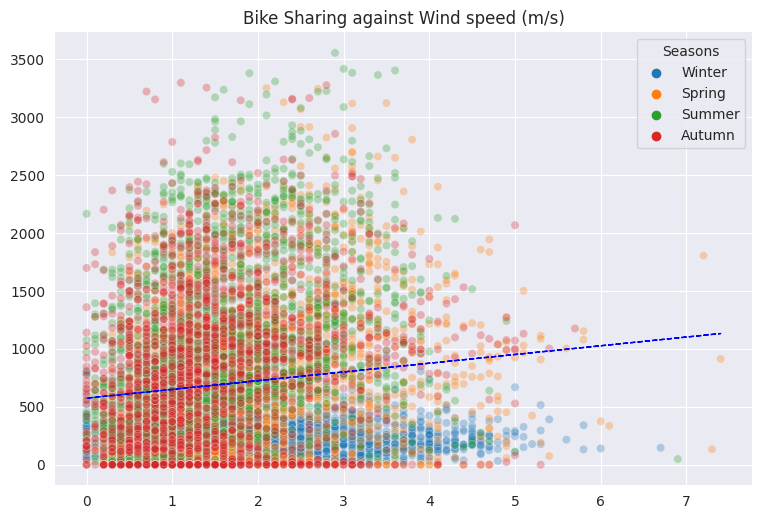 Bike Sharing against Wind speed (m/s)
Seasons
Winter
Spring
Summer
Autumn
3500
3000
2500
2000
1500
1000
500
0
0 1 2 3 4 5 6 7